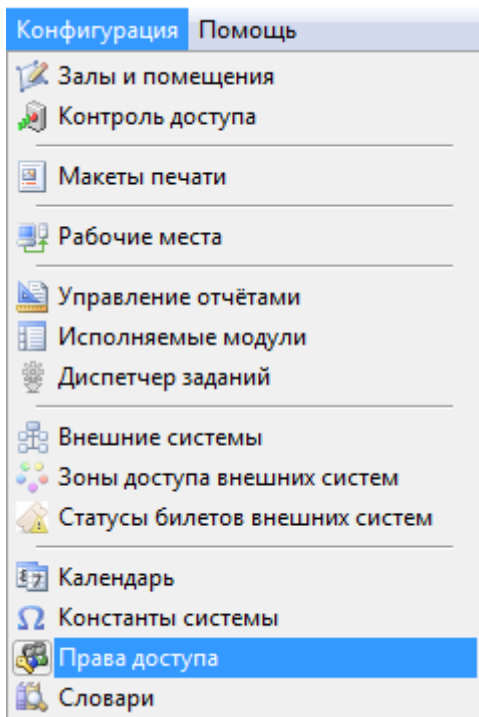 Конфигурация Помощь
Залы и помещения
Контроль доступа
Макеты печати
Рабочие места
Управление отчётами
Исполняемые модули
Диспетчер заданий
Внешние системы
Зоны доступа внешних систем
Статусы билетов внешних систем
Календарь
Константы системы
Права доступа
Словари